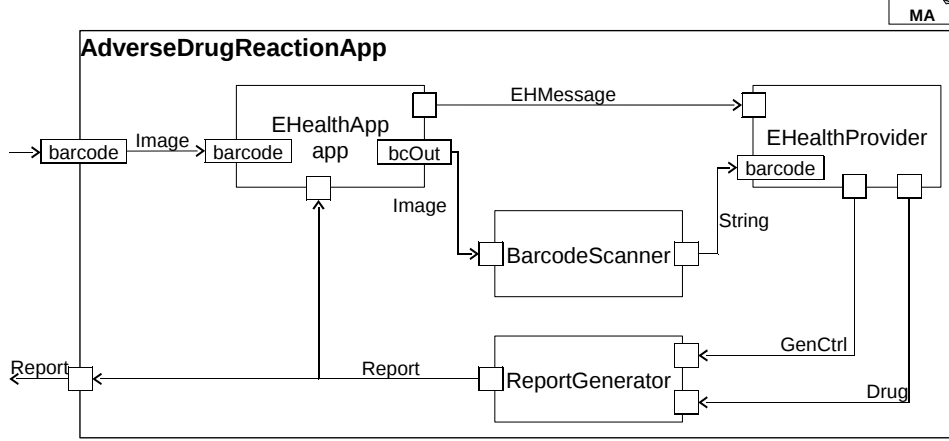 MA
AdverseDrugReactionApp
EHMessage
EHealthApp
app
EHealthProvider
barcode
Image
barcode
bcOut
barcode
Image
String
BarcodeScanner
GenCtrl
Report
Report
ReportGenerator
Drug